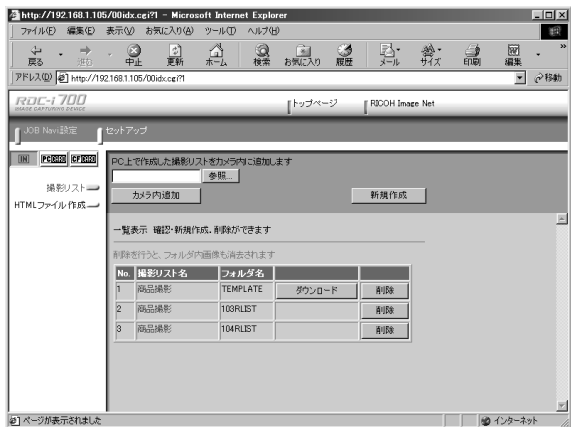 http://192.168.1.105/00idx.cgi?1 - Microsoft Internet Explorer
ファイル(F) 編集(E) 表示(V) お気に入り(A) ツール(T) ヘルプ(H)
戻る 進む 中止 更新 ホーム 検索 お気に入り 履歴 メール サイズ 印刷 編集 »
アドレス(D) http://192.168.1.105/00idx.cgi?1 移動
RDC-i 700
IMAGE CAPTURING DEVICE
トップページ RICOH Image Net
JOB Navi設定 セットアップ
IN PC CARD CF CARD
撮影リスト
HTMLファイル作成
PC上で作成した撮影リストをカメラ内に追加します
参照...
カメラ内追加 新規作成
一覧表示 確認・新規作成、削除ができます
削除を行うと、フォルダ内画像も消去されます
No. 撮影リスト名 フォルダ名
1 商品撮影 TEMPLATE ダウンロード 削除
2 商品撮影 103RLIST 削除
3 商品撮影 104RLIST 削除
ページが表示されました インターネット